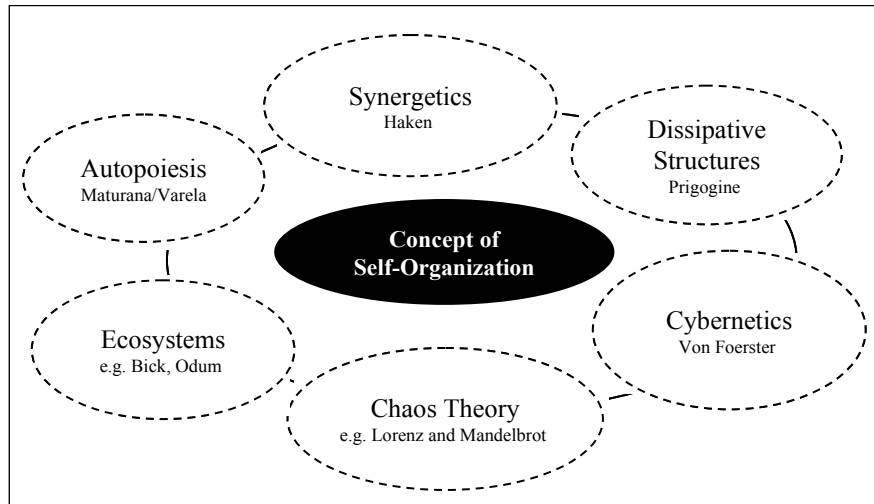 Synergetics
Haken
Dissipative
Structures
Prigogine
Autopoiesis
Maturana/Varela
Concept of
Self-Organization
Cybernetics
Von Foerster
Ecosystems
e.g. Bick, Odum
Chaos Theory
e.g. Lorenz and Mandelbrot